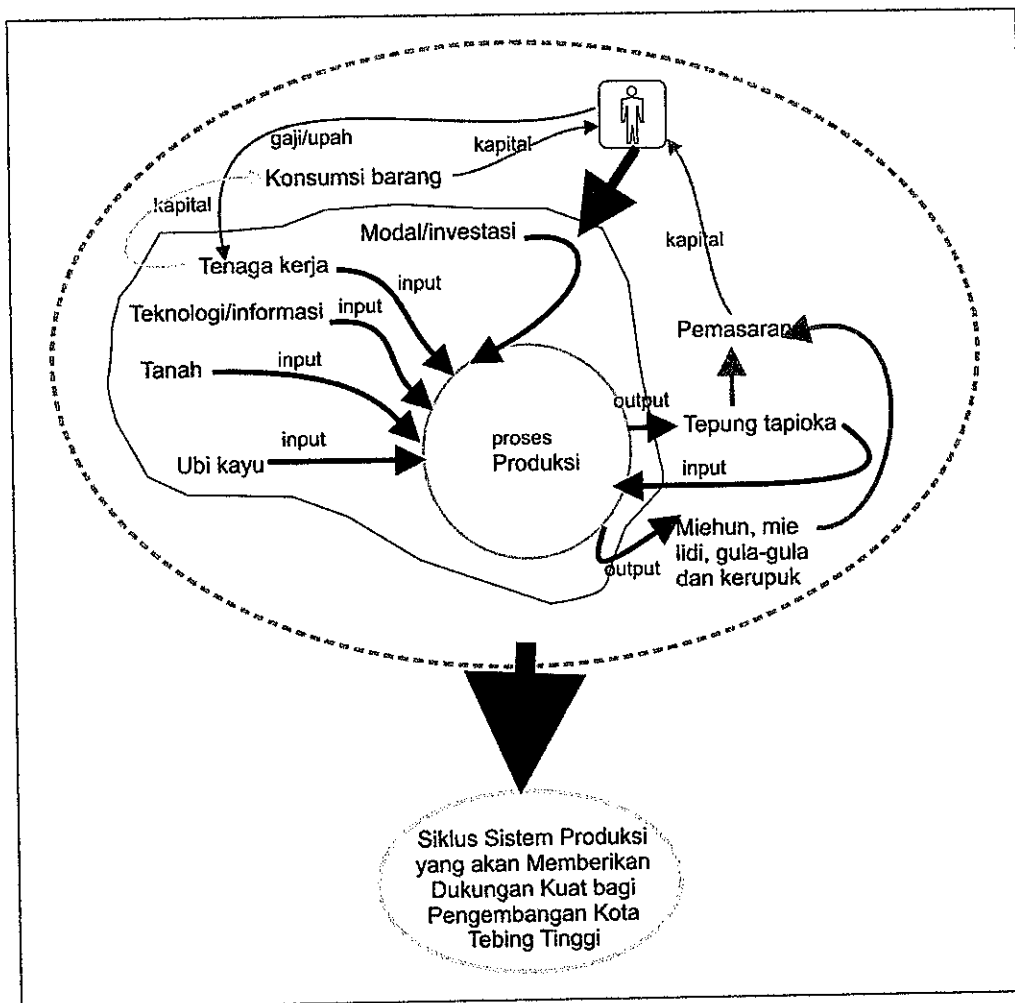 gaji/upah
kapital
Konsumsi barang
kapital
Modal/investasi
kapital
Tenaga kerja
input
Teknologi/informasi
input
Pemasaran
Tanah
input
output
Tepung tapioka
proses
Produksi
input
Ubi kayu
input
Miehun, mie
lidi, gula-gula
dan kerupuk
output
Siklus Sistem Produksi
yang akan Memberikan
Dukungan Kuat bagi
Pengembangan Kota
Tebing Tinggi